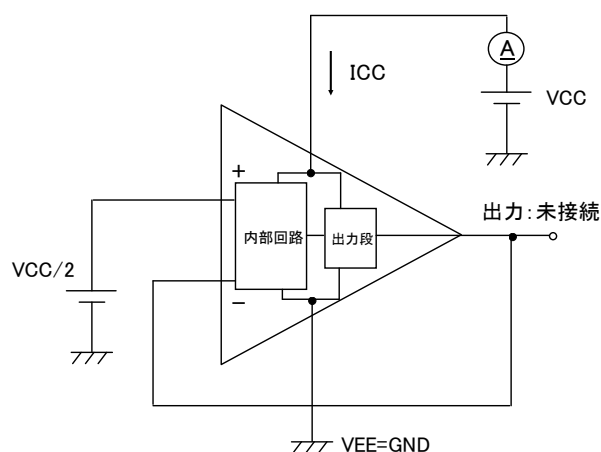 A
ICC
VCC
+
出力:未接続
内部回路
出力段
VCC/2
−
VEE=GND